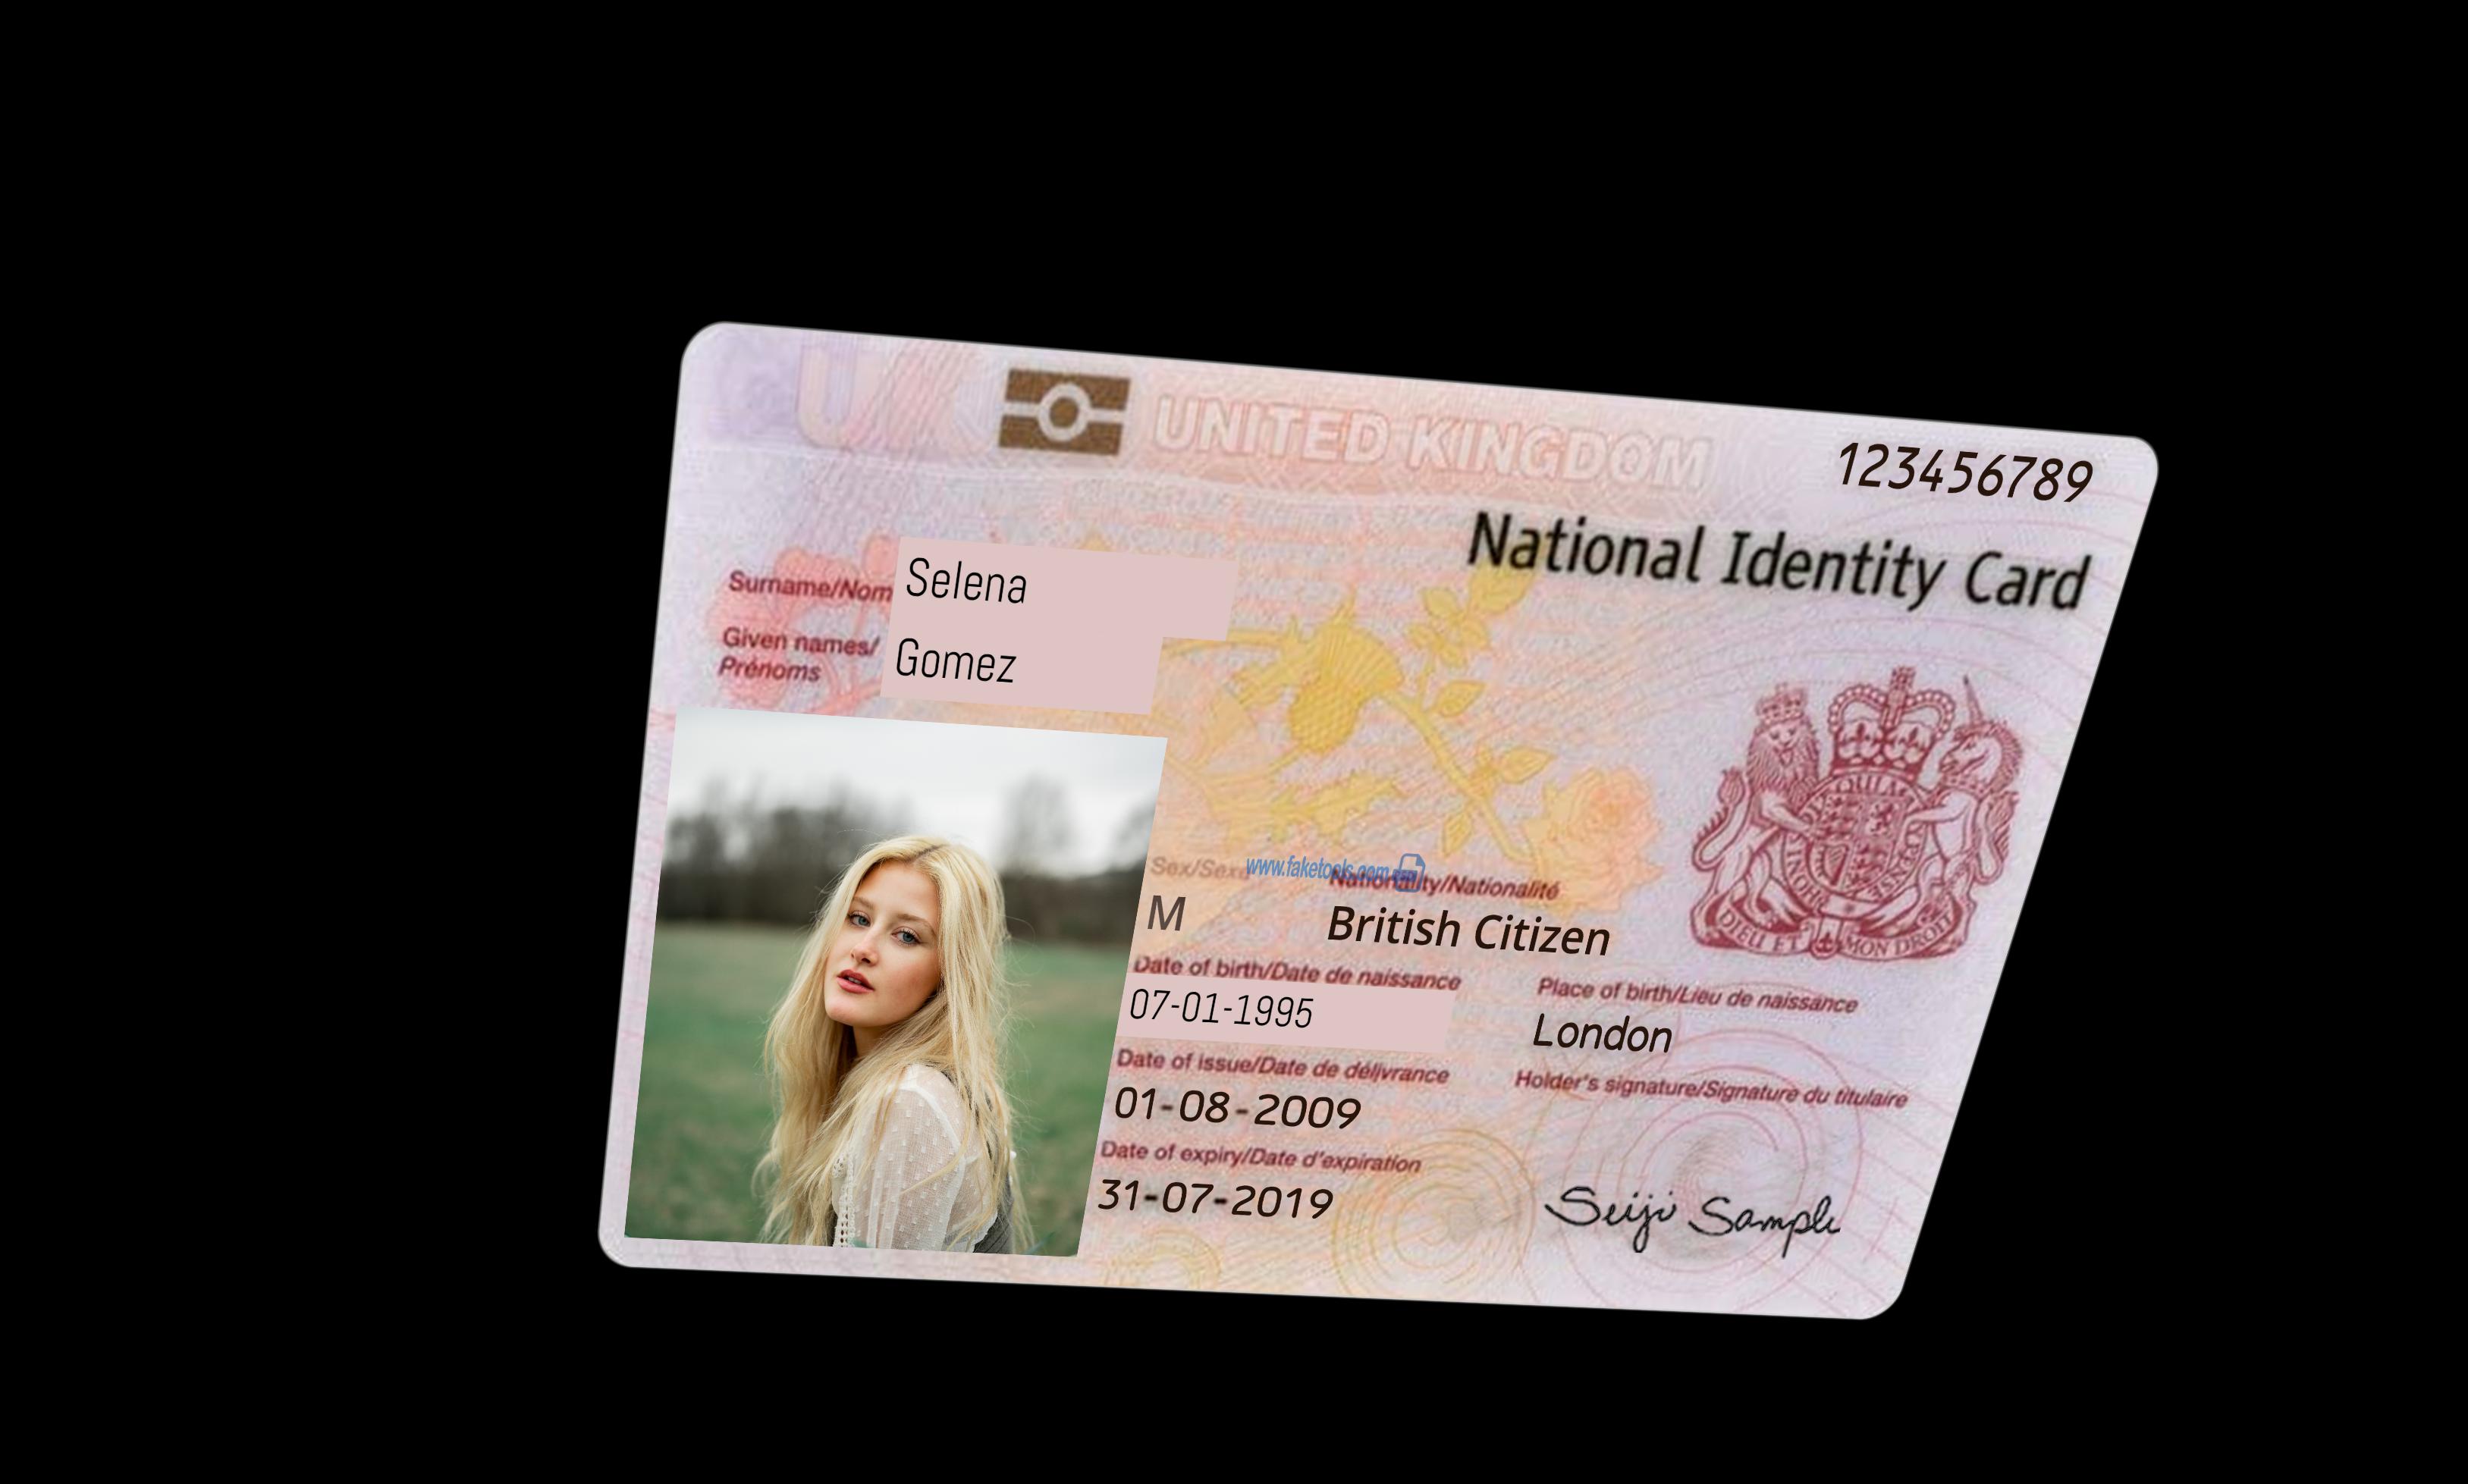 UK
UNITED KINGDOM
123456789
National Identity Card
Surname/Nom
Selena
Given names/
Prénoms
Gomez
Sex/Sexe
www.faketools.com
Nationality/Nationalité
M
British Citizen
Date of birth/Date de naissance
07-01-1995
Place of birth/Lieu de naissance
London
Date of issue/Date de délivrance
01-08-2009
Holder's signature/Signature du titulaire
Date of expiry/Date d'expiration
31-07-2019
Seiji Sample
DIEU ET MON DROIT